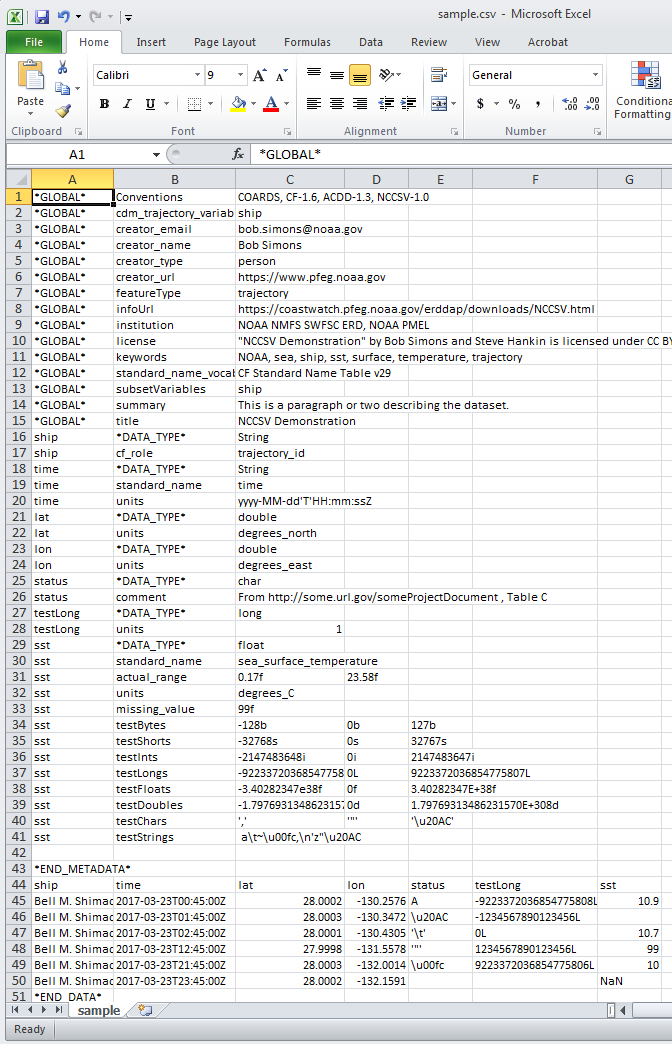 sample.csv - Microsoft Excel
File Home Insert Page Layout Formulas Data Review View Acrobat
Paste Calibri 9 A A General
B I U A $ % , .0 .00 .00 .0 Conditiona
Formatting
Clipboard Font Alignment Number
A1 fx *GLOBAL*
A B C D E F G
1 *GLOBAL* Conventions COARDS, CF-1.6, ACDD-1.3, NCCSV-1.0
2 *GLOBAL* cdm_trajectory_variab ship
3 *GLOBAL* creator_email bob.simons@noaa.gov
4 *GLOBAL* creator_name Bob Simons
5 *GLOBAL* creator_type person
6 *GLOBAL* creator_url https://www.pfeg.noaa.gov
7 *GLOBAL* featureType trajectory
8 *GLOBAL* infoUrl https://coastwatch.pfeg.noaa.gov/erddap/downloads/NCCSV.html
9 *GLOBAL* institution NOAA NMFS SWFSC ERD, NOAA PMEL
10 *GLOBAL* license "NCCSV Demonstration" by Bob Simons and Steve Hankin is licensed under CC BY
11 *GLOBAL* keywords NOAA, sea, ship, sst, surface, temperature, trajectory
12 *GLOBAL* standard_name_vocab CF Standard Name Table v29
13 *GLOBAL* subsetVariables ship
14 *GLOBAL* summary This is a paragraph or two describing the dataset.
15 *GLOBAL* title NCCSV Demonstration
16 ship *DATA_TYPE* String
17 ship cf_role trajectory_id
18 time *DATA_TYPE* String
19 time standard_name time
20 time units yyyy-MM-dd'T'HH:mm:ssZ
21 lat *DATA_TYPE* double
22 lat units degrees_north
23 lon *DATA_TYPE* double
24 lon units degrees_east
25 status *DATA_TYPE* char
26 status comment From http://some.url.gov/someProjectDocument , Table C
27 testLong *DATA_TYPE* long
28 testLong units 1
29 sst *DATA_TYPE* float
30 sst standard_name sea_surface_temperature
31 sst actual_range 0.17f 23.58f
32 sst units degrees_C
33 sst missing_value 99f
34 sst testBytes -128b 0b 127b
35 sst testShorts -32768s 0s 32767s
36 sst testInts -2147483648i 0i 2147483647i
37 sst testLongs -92233720368547758 0L 9223372036854775807L
38 sst testFloats -3.40282347e38f 0f 3.40282347E+38f
39 sst testDoubles -1.7976931348623157 0d 1.79769313486231570E+308d
40 sst testChars ',' '"' '\u20AC'
41 sst testStrings a\t~\u00fc,\n'z"\u20AC
42
43 *END_METADATA*
44 ship time lat lon status testLong sst
45 Bell M. Shimad 2017-03-23T00:45:00Z 28.0002 -130.2576 A -9223372036854775808L 10.9
46 Bell M. Shimad 2017-03-23T01:45:00Z 28.0003 -130.3472 \u20AC -1234567890123456L
47 Bell M. Shimad 2017-03-23T02:45:00Z 28.0001 -130.4305 '\t' 0L 10.7
48 Bell M. Shimad 2017-03-23T12:45:00Z 27.9998 -131.5578 '"' 1234567890123456L 99
49 Bell M. Shimad 2017-03-23T21:45:00Z 28.0003 -132.0014 \u00fc 9223372036854775806L 10
50 Bell M. Shimad 2017-03-23T23:45:00Z 28.0002 -132.1591 NaN
51 *END_DATA*
sample
Ready